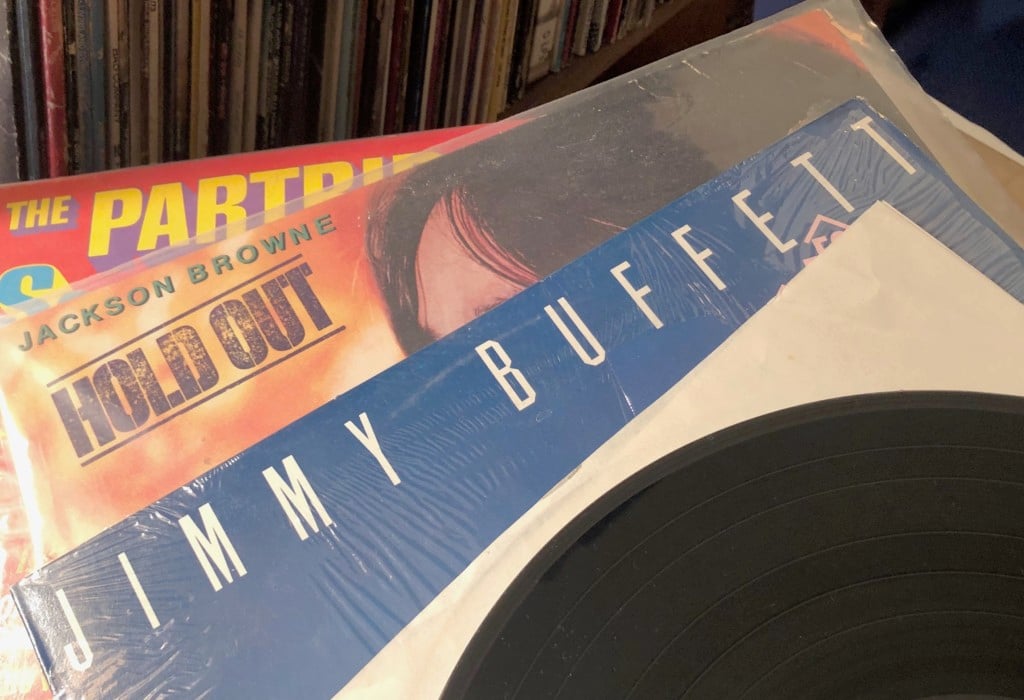 THE PARTRI
S
JACKSON BROWNE
HOLD OUT
JIMMY BUFFETT